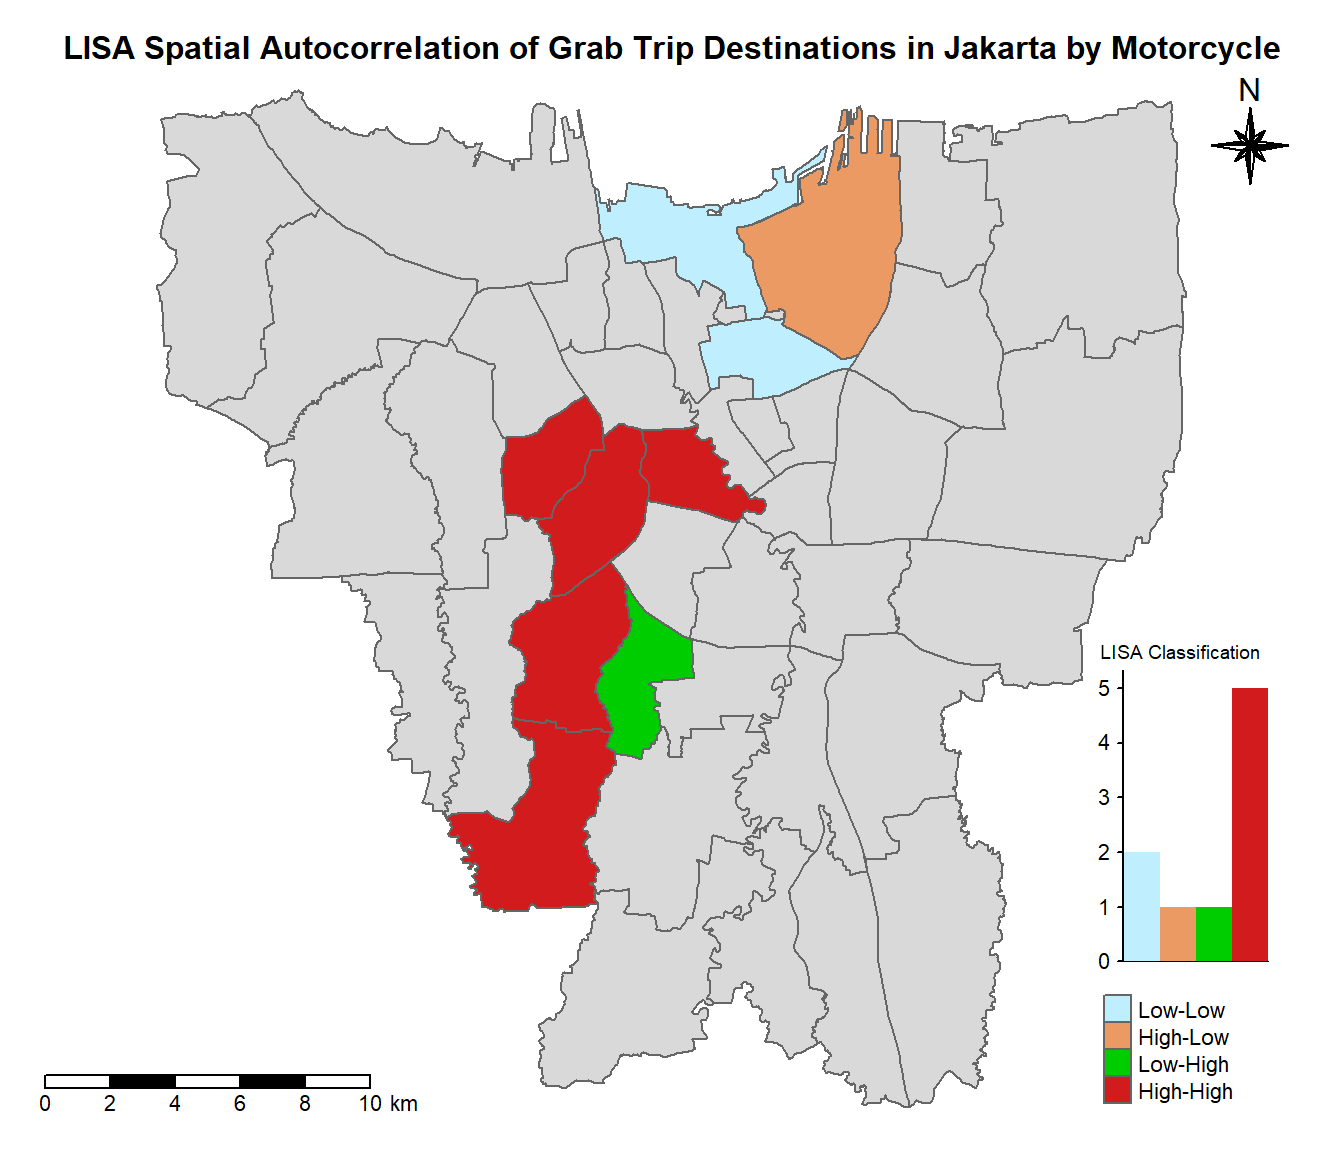 LISA Spatial Autocorrelation of Grab Trip Destinations in Jakarta by Motorcycle
N
LISA Classification
5
4
3
2
1
0
Low-Low
High-Low
Low-High
High-High
0 2 4 6 8 10 km